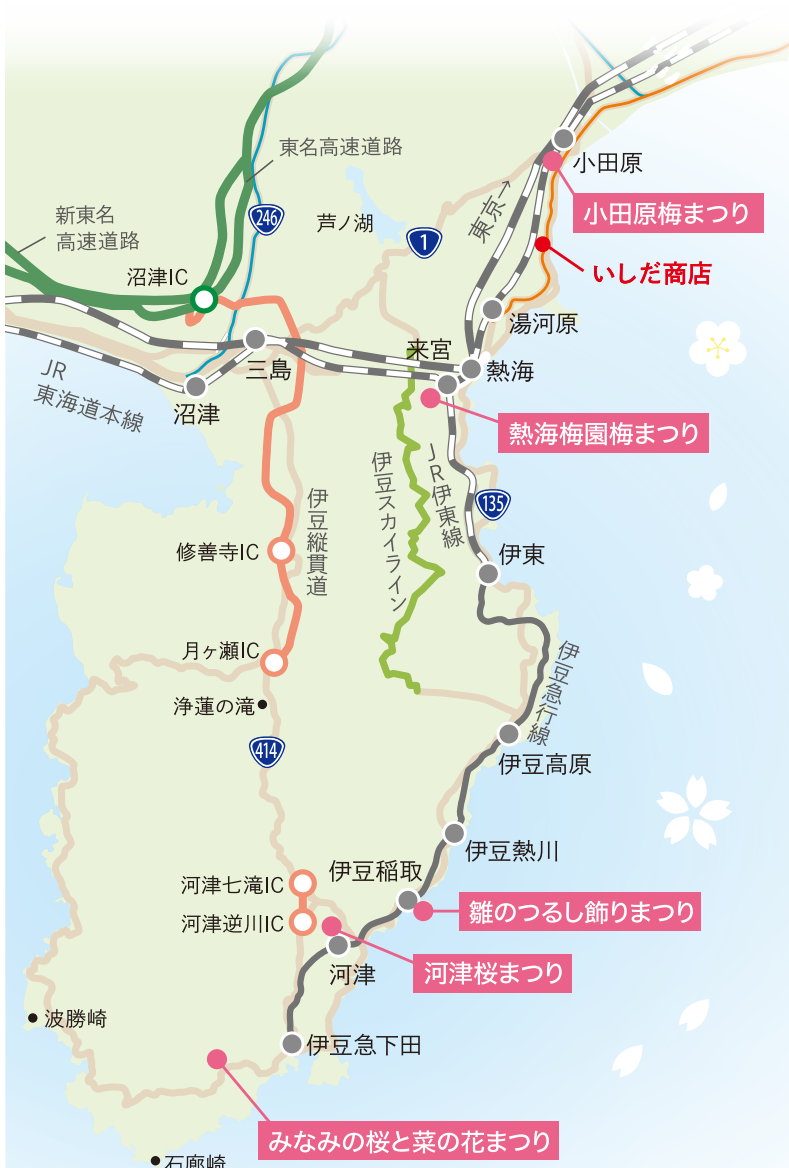 東名高速道路
小田原
新東名
高速道路
246
芦ノ湖
1
東京→
小田原梅まつり
沼津IC
いしだ商店
湯河原
来宮
三島
熱海
JR
東海道本線
沼津
熱海梅園梅まつり
伊豆スカイライン
JR伊東線
135
伊豆縦貫道
修善寺IC
伊東
月ヶ瀬IC
伊豆急行線
浄蓮の滝
414
伊豆高原
伊豆熱川
伊豆稲取
河津七滝IC
雛のつるし飾りまつり
河津逆川IC
河津桜まつり
河津
波勝崎
伊豆急下田
みなみの桜と菜の花まつり
石廊崎